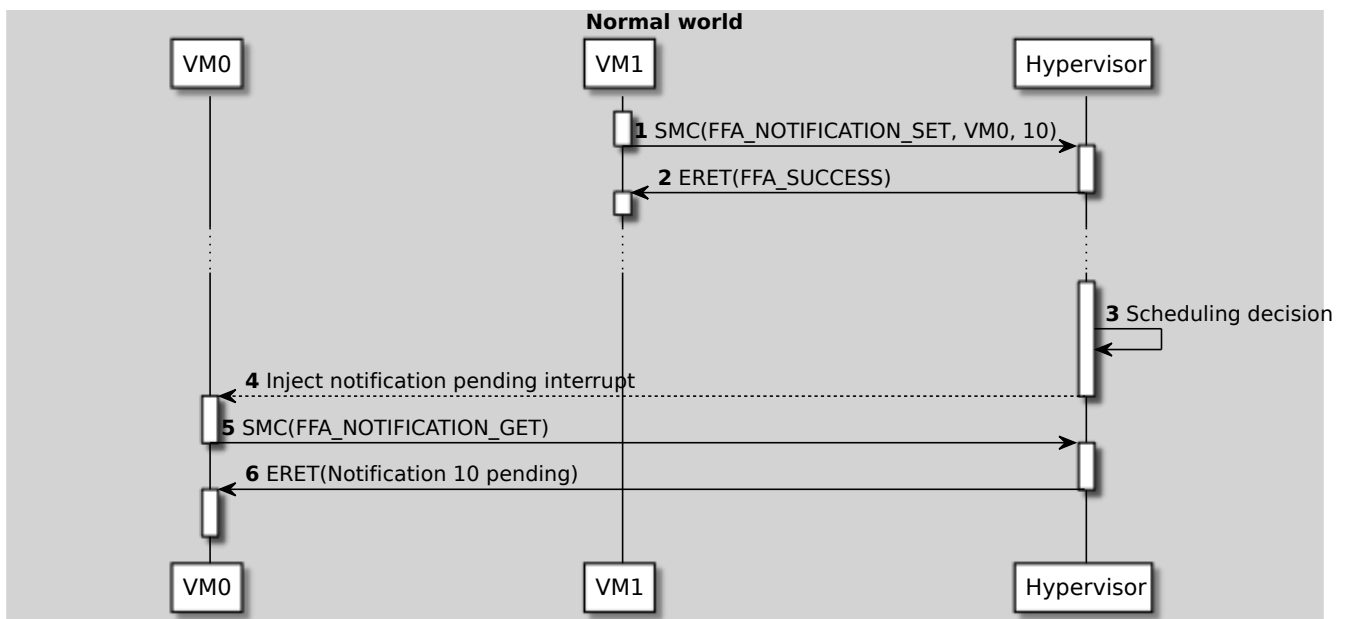 Normal world
VM0
VM1
Hypervisor
1 SMC(FFA_NOTIFICATION_SET, VM0, 10)
2 ERET(FFA_SUCCESS)
3 Scheduling decision
4 Inject notification pending interrupt
5 SMC(FFA_NOTIFICATION_GET)
6 ERET(Notification 10 pending)
VM0
VM1
Hypervisor